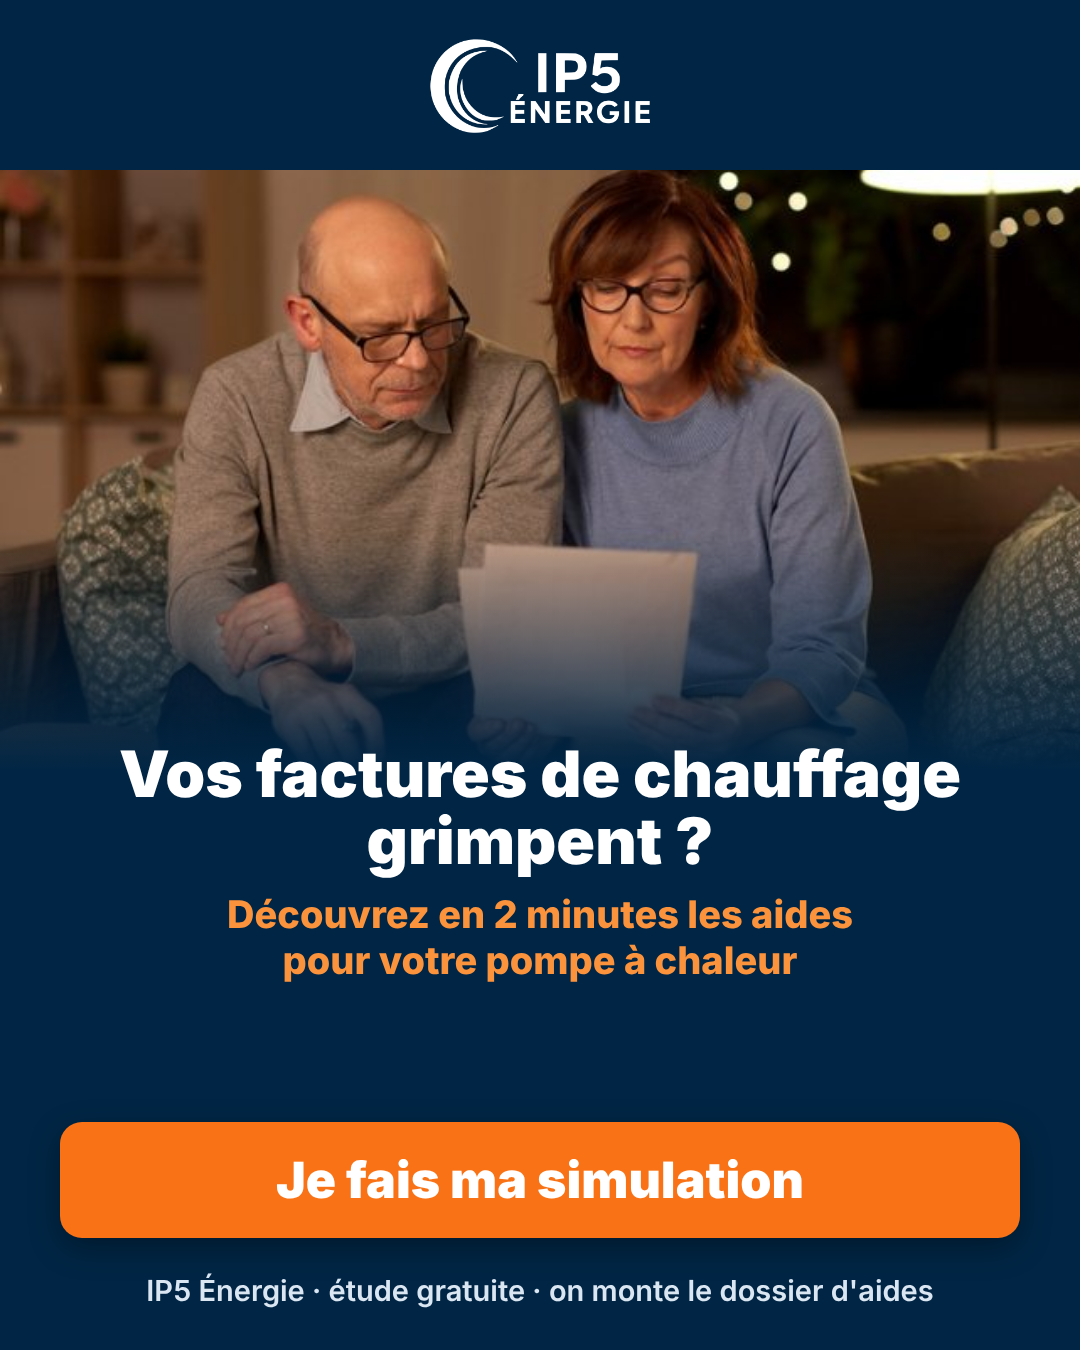 IP5
ÉNERGIE
Vos factures de chauffage
grimpent ?
Découvrez en 2 minutes les aides
pour votre pompe à chaleur
Je fais ma simulation
IP5 Énergie · étude gratuite · on monte le dossier d'aides